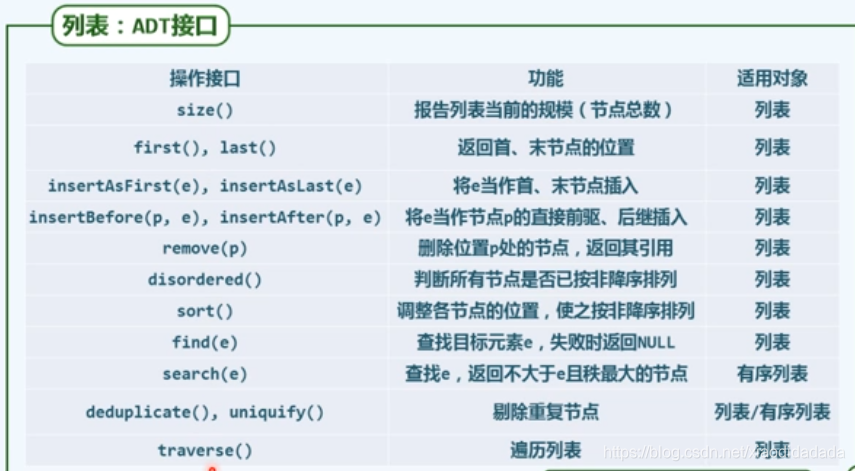 列表：ADT接口
操作接口 功能 适用对象
size() 报告列表当前的规模（节点总数） 列表
first(), last() 返回首、末节点的位置 列表
insertAsFirst(e), insertAsLast(e) 将e当作首、末节点插入 列表
insertBefore(p, e), insertAfter(p, e) 将e当作节点p的直接前驱、后继插入 列表
remove(p) 删除位置p处的节点，返回其引用 列表
disordered() 判断所有节点是否已按非降序排列 列表
sort() 调整各节点的位置，使之按非降序排列 列表
find(e) 查找目标元素e，失败时返回NULL 列表
search(e) 查找e，返回不大于e且秩最大的节点 有序列表
deduplicate(), uniquify() 剔除重复节点 列表/有序列表
traverse() 遍历列表 列表